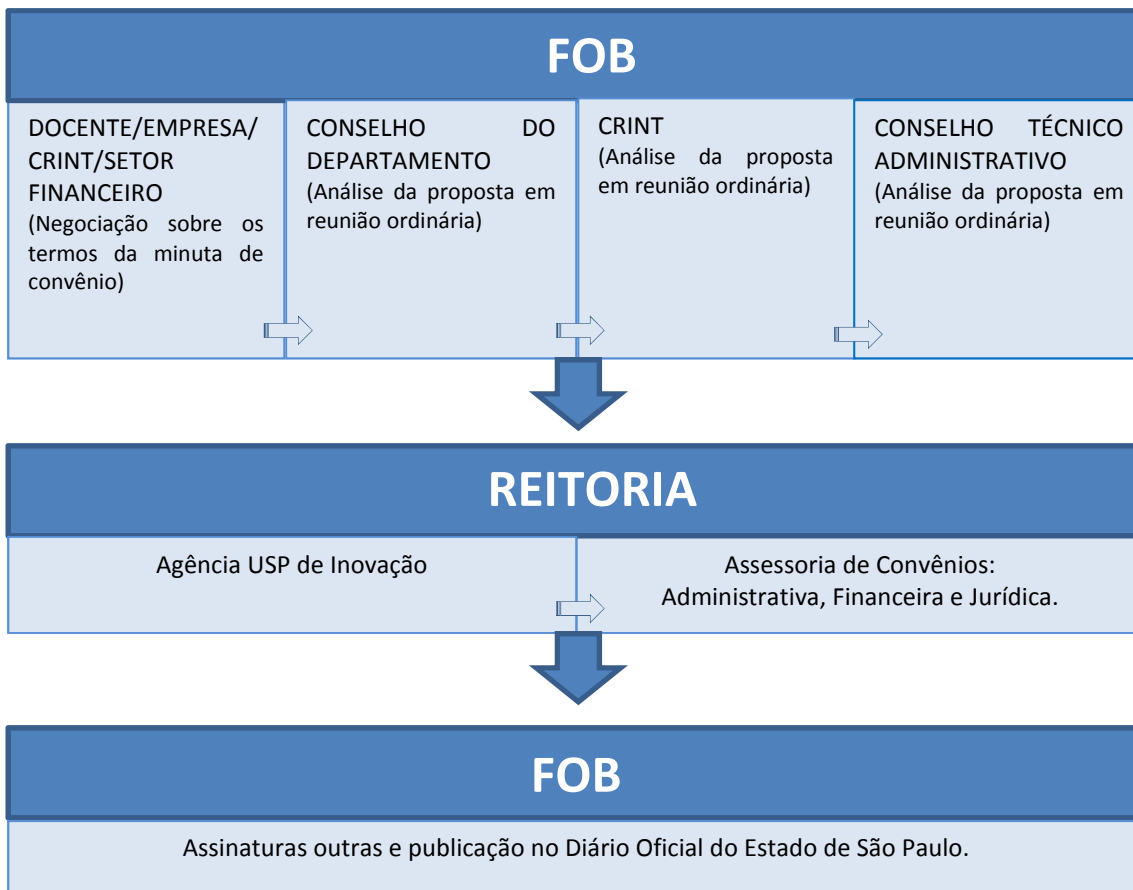 FOB
DOCENTE/EMPRESA/
CRINT/SETOR
FINANCEIRO
(Negociação sobre os
termos da minuta de
convênio)
CONSELHO DO
DEPARTAMENTO
(Análise da proposta em
reunião ordinária)
CRINT
(Análise da proposta
em reunião ordinária)
CONSELHO TÉCNICO
ADMINISTRATIVO
(Análise da proposta em
reunião ordinária)
REITORIA
Agência USP de Inovação
Assessoria de Convênios:
Administrativa, Financeira e Jurídica.
FOB
Assinaturas outras e publicação no Diário Oficial do Estado de São Paulo.